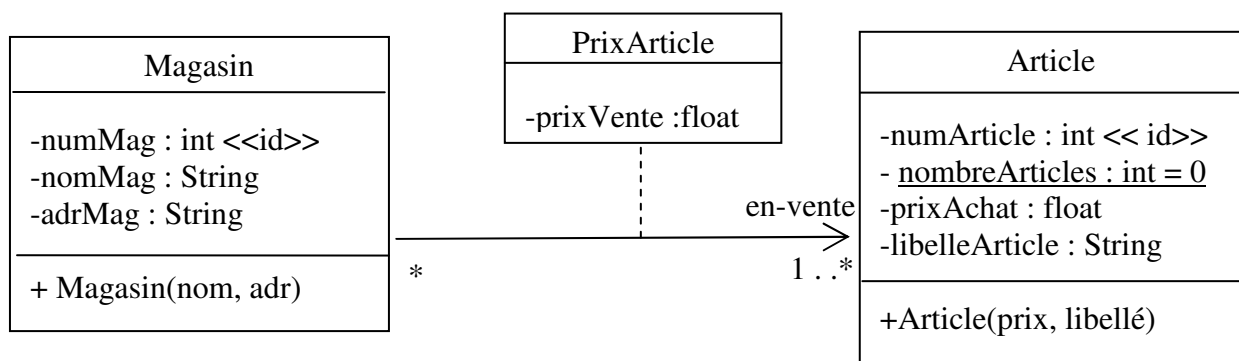 Magasin
-numMag : int <<id>>
-nomMag : String
-adrMag : String
+ Magasin(nom, adr)
PrixArticle
-prixVente :float
en-vente
*
1 . .*
Article
-numArticle : int << id>>
- nombreArticles : int = 0
-prixAchat : float
-libelleArticle : String
+Article(prix, libellé)